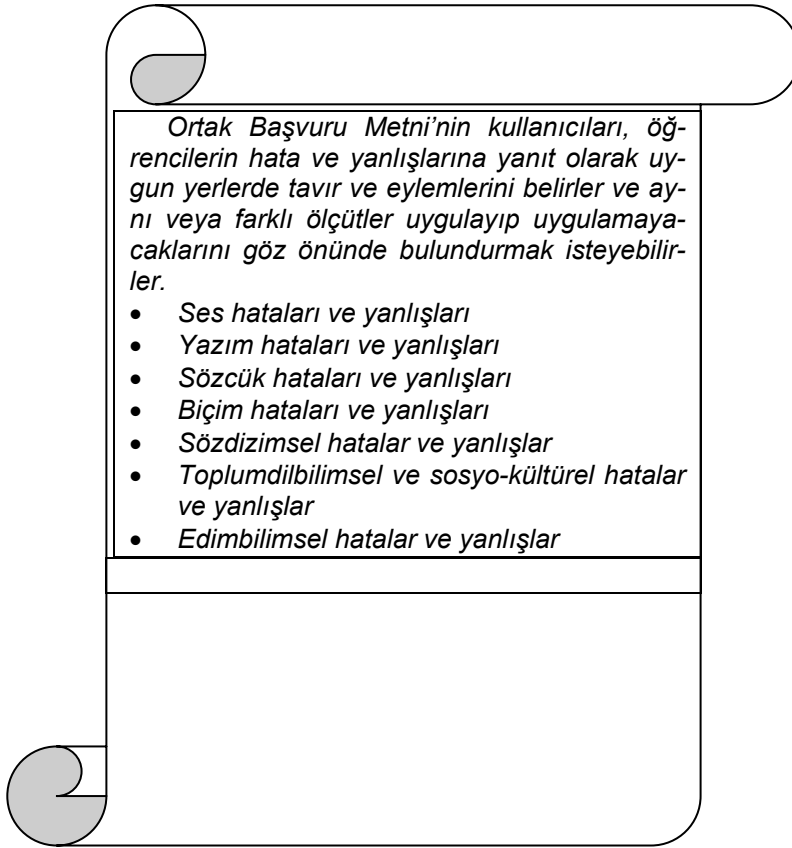 Ortak Başvuru Metni’nin kullanıcıları, öğ-
rencilerin hata ve yanlışlarına yanıt olarak uy-
gun yerlerde tavır ve eylemlerini belirler ve ay-
nı veya farklı ölçütler uygulayıp uygulamaya-
caklarını göz önünde bulundurmak isteyebilir-
ler.
• Ses hataları ve yanlışları
• Yazım hataları ve yanlışları
• Sözcük hataları ve yanlışları
• Biçim hataları ve yanlışları
• Sözdizimsel hatalar ve yanlışlar
• Toplumdilbilimsel ve sosyo-kültürel hatalar
ve yanlışlar
• Edimbilimsel hatalar ve yanlışlar